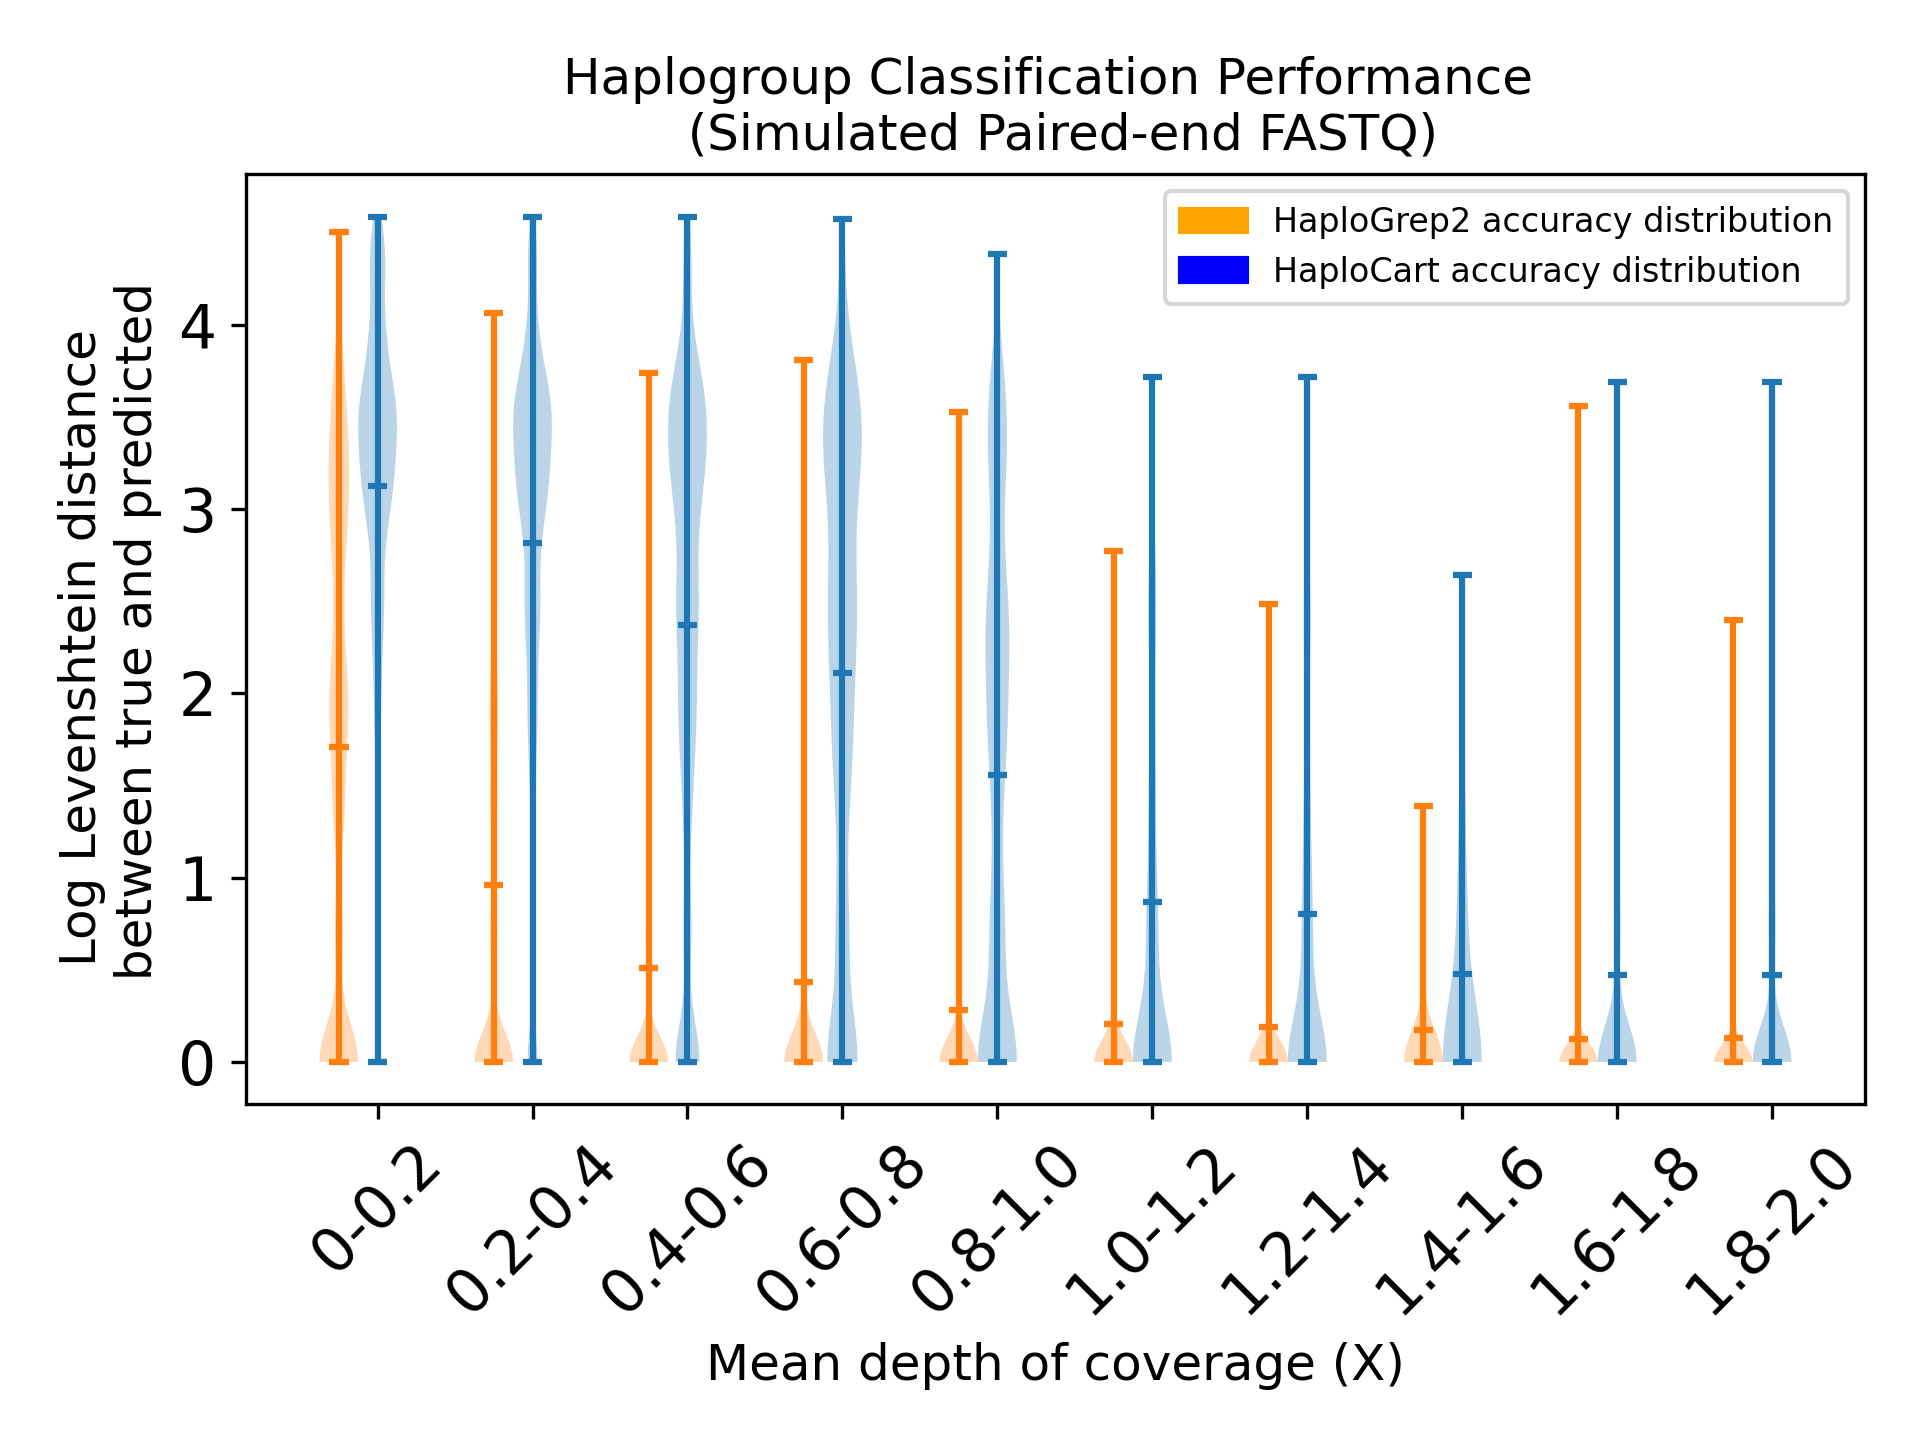 Haplogroup Classification Performance
(Simulated Paired-end FASTQ)
HaploGrep2 accuracy distribution
HaploCart accuracy distribution
Log Levenshtein distance
between true and predicted
4
3
2
1
0
0-0.2
0.2-0.4
0.4-0.6
0.6-0.8
0.8-1.0
1.0-1.2
1.2-1.4
1.4-1.6
1.6-1.8
1.8-2.0
Mean depth of coverage (X)